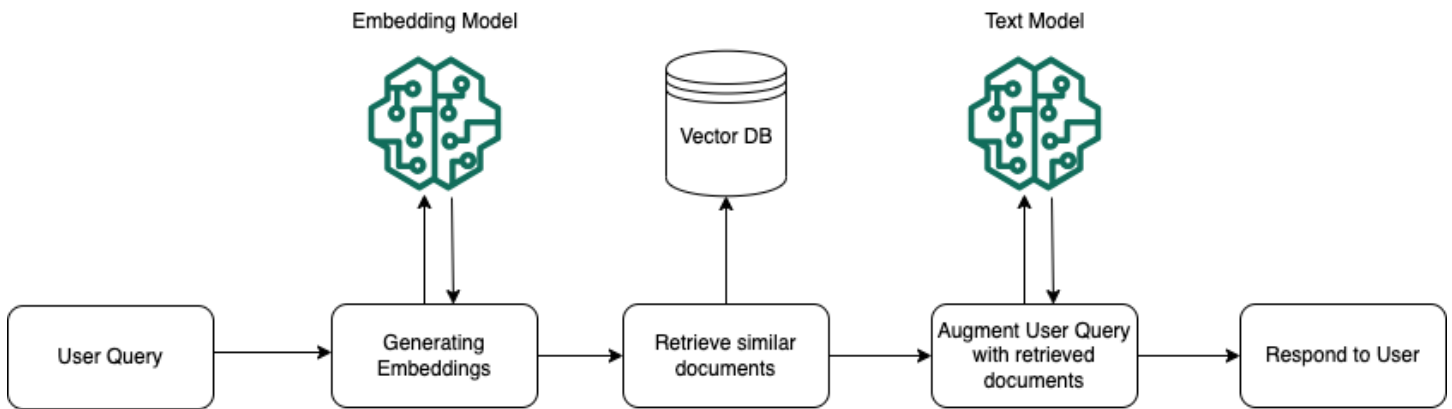 Embedding Model
Text Model
Vector DB
User Query
Generating
Embeddings
Retrieve similar
documents
Augment User Query
with retrieved
documents
Respond to User